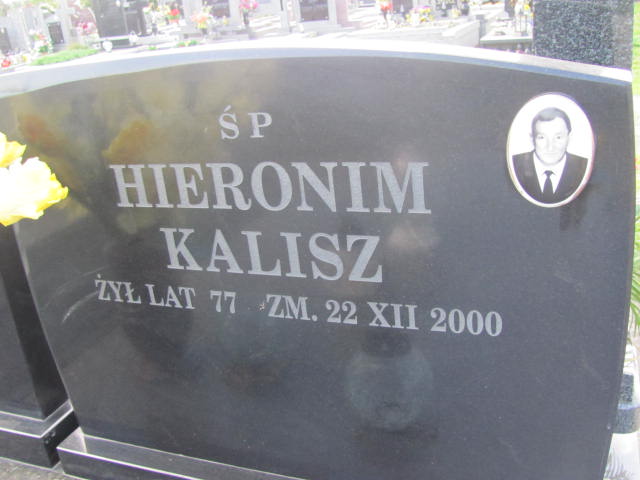 ŚP
HIERONIM
KALISZ
ŻYŁ LAT 77 ZM. 22 XII 2000